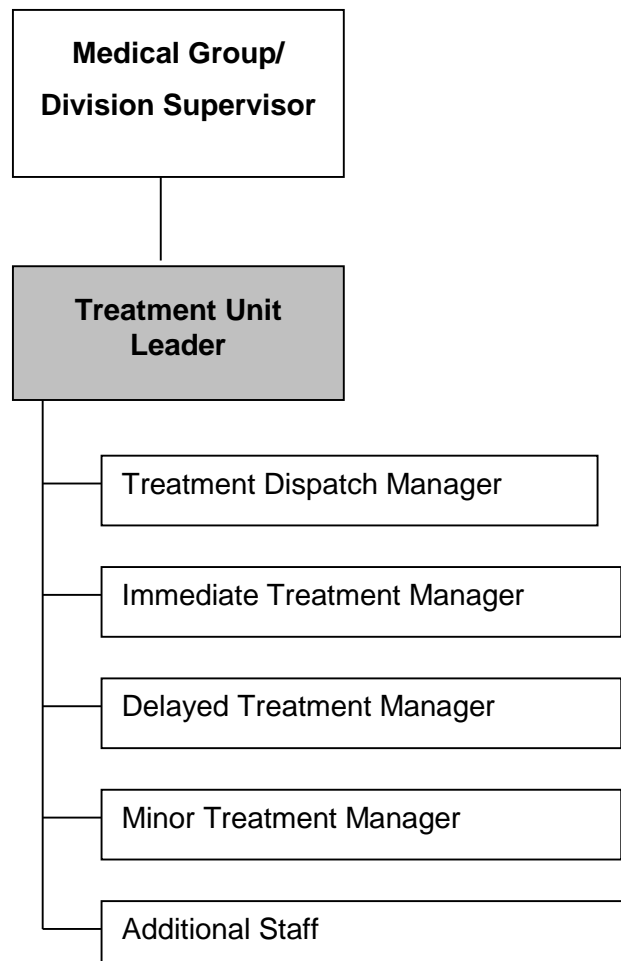 Medical Group/
Division Supervisor
Treatment Unit
Leader
Treatment Dispatch Manager
Immediate Treatment Manager
Delayed Treatment Manager
Minor Treatment Manager
Additional Staff